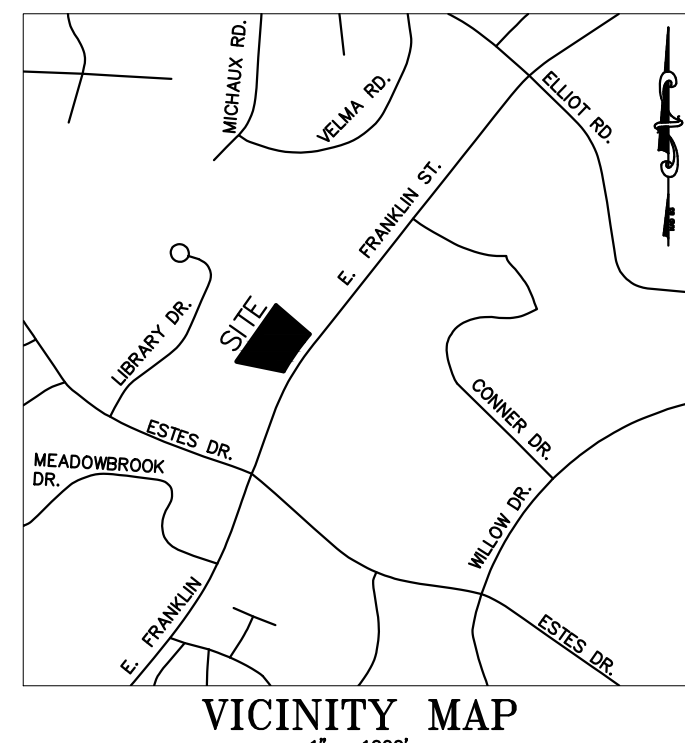 MICHAUX RD.
VELMA RD.
ELLIOT RD.
E. FRANKLIN ST.
SITE
LIBRARY DR.
ESTES DR.
MEADOWBROOK
DR.
CONNER DR.
WILLOW DR.
E. FRANKLIN
ESTES DR.
VICINITY MAP